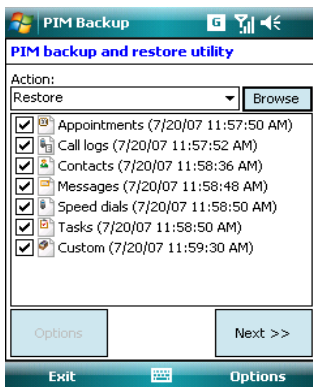 PIM Backup
G
PIM backup and restore utility
Action:
Restore
Browse
Appointments (7/20/07 11:57:50 AM)
Call logs (7/20/07 11:57:52 AM)
Contacts (7/20/07 11:58:36 AM)
Messages (7/20/07 11:58:48 AM)
Speed dials (7/20/07 11:58:50 AM)
Tasks (7/20/07 11:58:50 AM)
Custom (7/20/07 11:59:30 AM)
Options
Next >>
Exit
Options